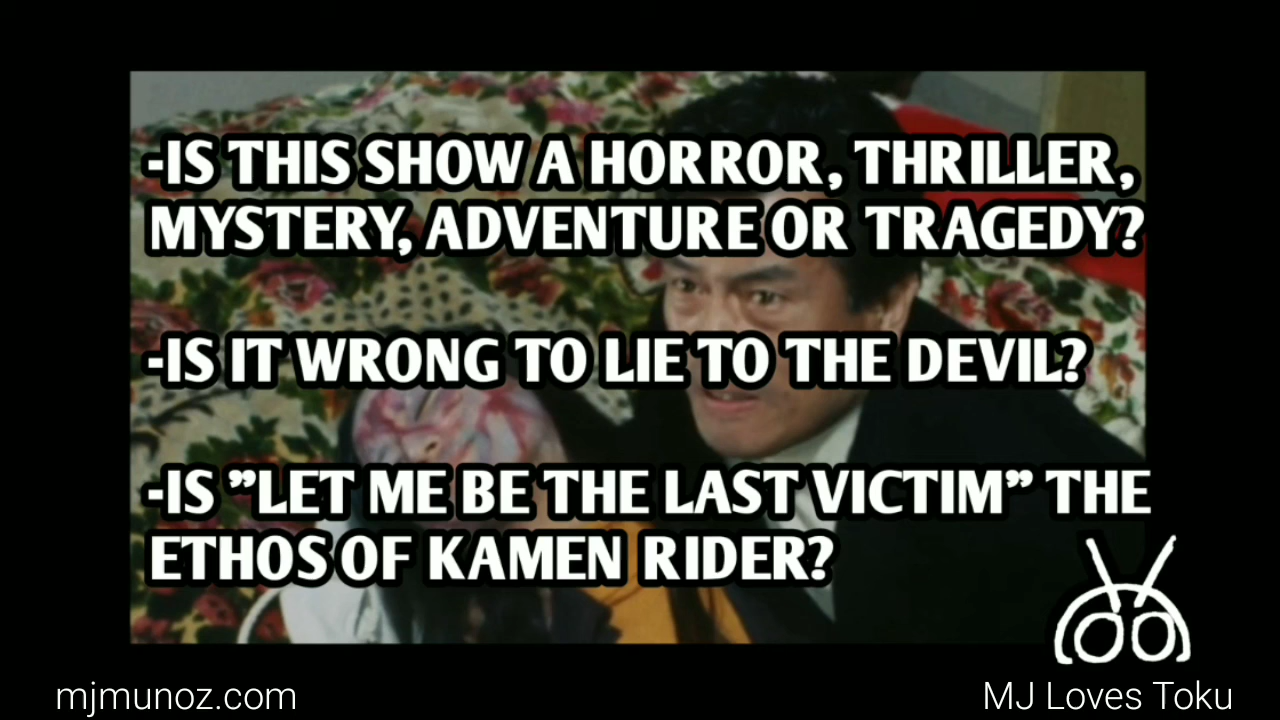 -IS THIS SHOW A HORROR, THRILLER,
MYSTERY, ADVENTURE OR TRAGEDY?
-IS IT WRONG TO LIE TO THE DEVIL?
-IS ”LET ME BE THE LAST VICTIM” THE
ETHOS OF KAMEN RIDER?
mjmunoz.com
MJ Loves Toku